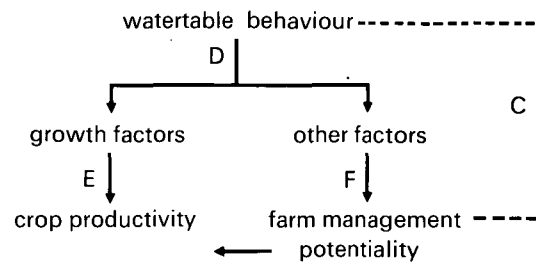 watertable behaviour
D
C
growth factors other factors
E F
crop productivity farm management
potentiality